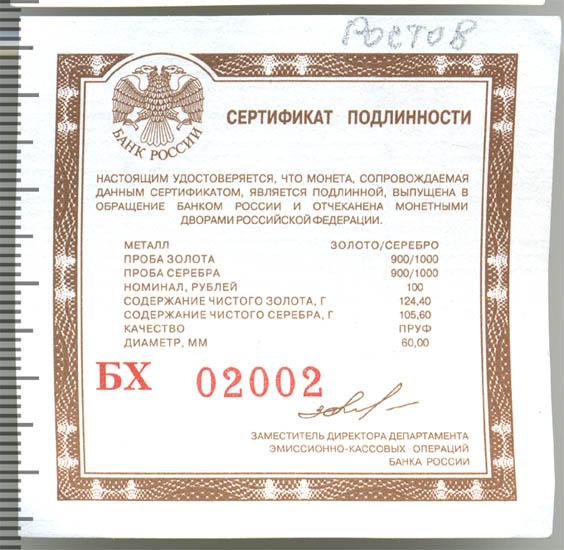 РОСТОВ
БАНК РОССИИ
СЕРТИФИКАТ ПОДЛИННОСТИ
НАСТОЯЩИМ УДОСТОВЕРЯЕТСЯ, ЧТО МОНЕТА, СОПРОВОЖДАЕМАЯ
ДАННЫМ СЕРТИФИКАТОМ, ЯВЛЯЕТСЯ ПОДЛИННОЙ, ВЫПУЩЕНА В
ОБРАЩЕНИЕ БАНКОМ РОССИИ И ОТЧЕКАНЕНА МОНЕТНЫМИ
ДВОРАМИ РОССИЙСКОЙ ФЕДЕРАЦИИ.
МЕТАЛЛ ЗОЛОТО/СЕРЕБРО
ПРОБА ЗОЛОТА 900/1000
ПРОБА СЕРЕБРА 900/1000
НОМИНАЛ, РУБЛЕЙ 100
СОДЕРЖАНИЕ ЧИСТОГО ЗОЛОТА, Г 124,40
СОДЕРЖАНИЕ ЧИСТОГО СЕРЕБРА, Г 105,60
КАЧЕСТВО ПРУФ
ДИАМЕТР, ММ 60,00
БХ 02002
ЗАМЕСТИТЕЛЬ ДИРЕКТОРА ДЕПАРТАМЕНТА
ЭМИССИОННО-КАССОВЫХ ОПЕРАЦИЙ
БАНКА РОССИИ